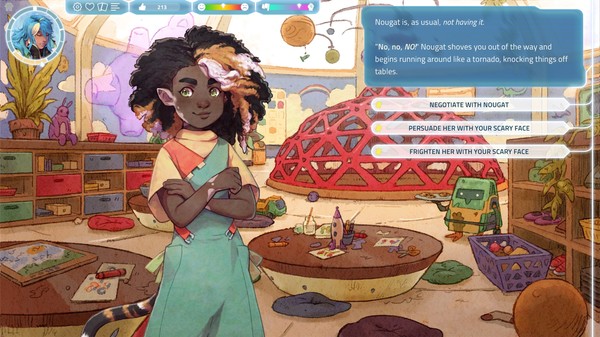 213
Nougat is, as usual, not having it.
"No, no, NO!" Nougat shoves you out of the way and
begins running around like a tornado, knocking things off
tables.
NEGOTIATE WITH NOUGAT
PERSUADE HER WITH YOUR SCARY FACE
FRIGHTEN HER WITH YOUR SCARY FACE